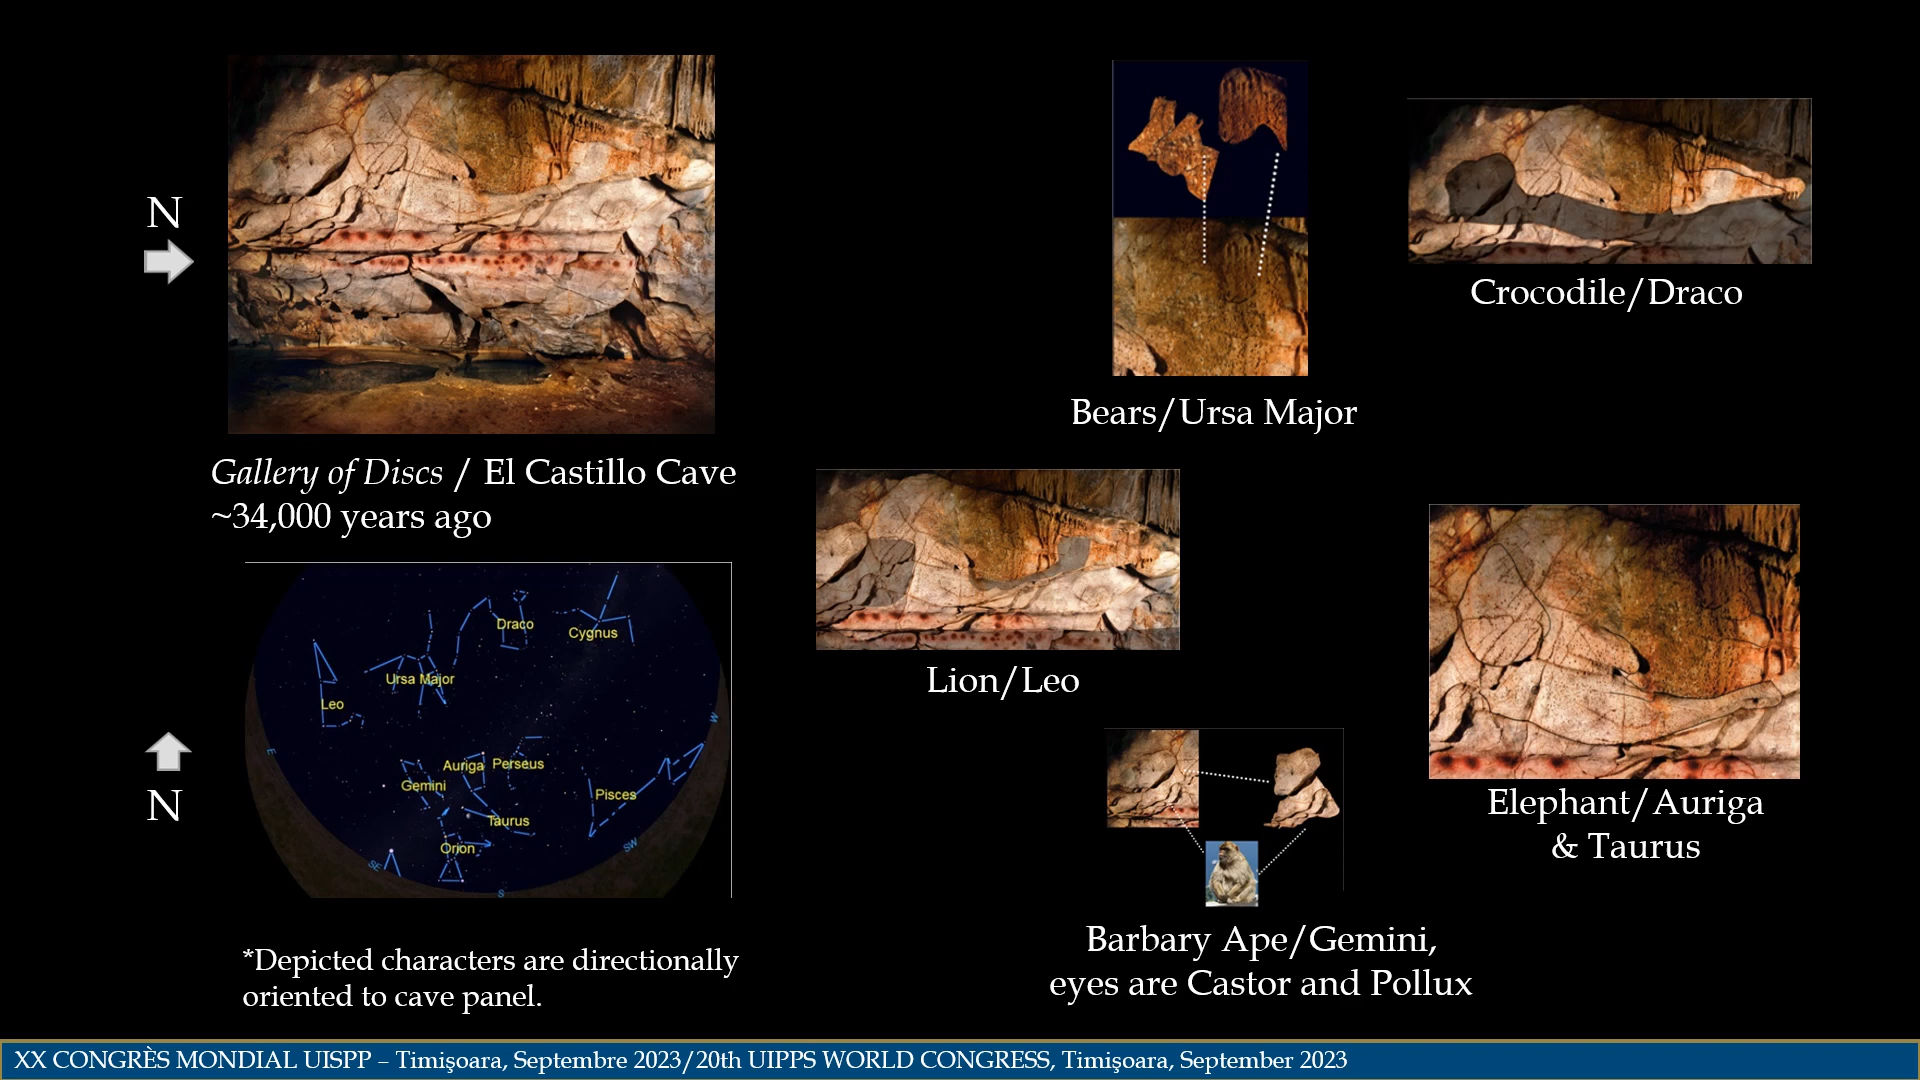 N
Gallery of Discs / El Castillo Cave
~34,000 years ago
Draco
Cygnus
Ursa Major
Leo
W
E
Auriga
Perseus
Gemini
Pisces
Taurus
Orion
SE
SW
S
N
*Depicted characters are directionally
oriented to cave panel.
Bears/Ursa Major
Crocodile/Draco
Lion/Leo
Elephant/Auriga
& Taurus
Barbary Ape/Gemini,
eyes are Castor and Pollux
XX CONGRÈS MONDIAL UISPP – Timişoara, Septembre 2023/20th UIPPS WORLD CONGRESS, Timişoara, September 2023